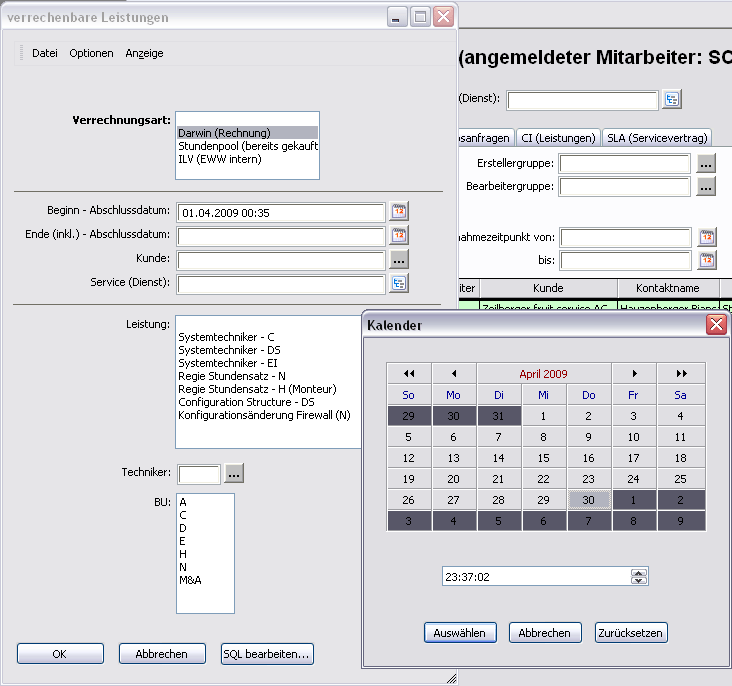 verrechenbare Leistungen
Datei Optionen Anzeige
Verrechnungsart:
Darwin (Rechnung)
Stundenpool (bereits gekauft
ILV (EWW intern)
Beginn - Abschlussdatum: 01.04.2009 00:35
Ende (inkl.) - Abschlussdatum:
Kunde: ...
Service (Dienst):
Leistung:
Systemtechniker - C
Systemtechniker - DS
Systemtechniker - EI
Regie Stundensatz - N
Regie Stundensatz - H (Monteur)
Configuration Structure - DS
Konfigurationsänderung Firewall (N)
Techniker: ...
BU:
A
C
D
E
H
N
M&A
OK Abbrechen SQL bearbeiten...
(angemeldeter Mitarbeiter: SC
(Dienst):
osanfragen CI (Leistungen) SLA (Servicevertrag)
Erstellergruppe: ...
Bearbeitergruppe: ...
nahmezeitpunkt von:
bis:
iter Kunde Kontaktname
Kalender
April 2009
So Mo Di Mi Do Fr Sa
29 30 31 1 2 3 4
5 6 7 8 9 10 11
12 13 14 15 16 17 18
19 20 21 22 23 24 25
26 27 28 29 30 1 2
3 4 5 6 7 8 9
23:37:02
Auswählen Abbrechen Zurücksetzen